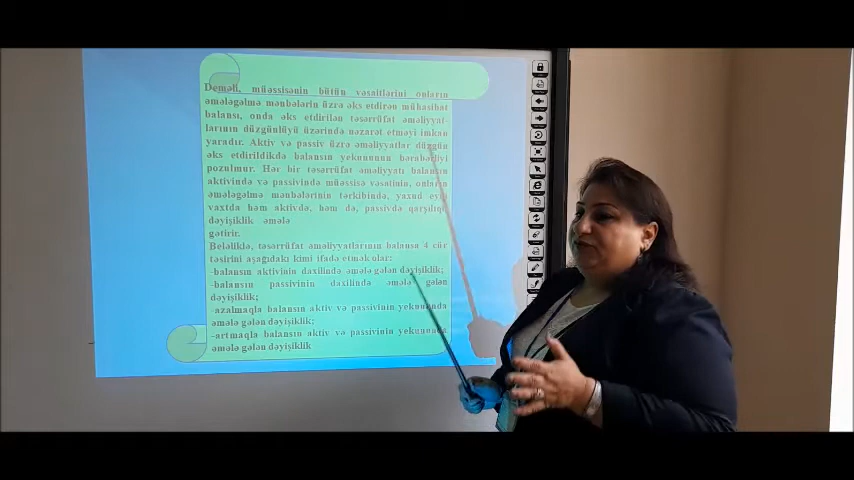 Deməli, müəssisənin bütün vəsaitlərini onların
əmələgəlmə mənbələrin üzrə əks etdirən mühasibat
balansı, onda əks etdirilən təsərrüfat əməliyyat-
larının düzgünlüyü üzərində nəzarət etməyi imkan
yaradır. Aktiv və passiv üzrə əməliyyatlar düzgün
əks etdirildikdə balansın yekununun bərabərliyi
pozulmur. Hər bir təsərrüfat əməliyyatı balansın
aktivində və passivində müəssisə vəsatinin, onların
əmələgəlmə mənbələrinin tərkibində, yaxud eyni
vaxtda həm aktivdə, həm də, passivdə qarşılıqlı
dəyişiklik əmələ
gətirir.
Beləliklə, təsərrüfat əməliyyatlarının balansa 4 cür
təsirini aşağıdakı kimi ifadə etmək olar:
-balansın aktivinin daxilində əmələ gələn dəyişiklik;
-balansın passivinin daxilində əmələ gələn
dəyişiklik;
-azalmaqla balansın aktiv və passivinin yekununda
əmələ gələn dəyişiklik;
-artmaqla balansın aktiv və passivinin yekununda
əmələ gələn dəyişiklik